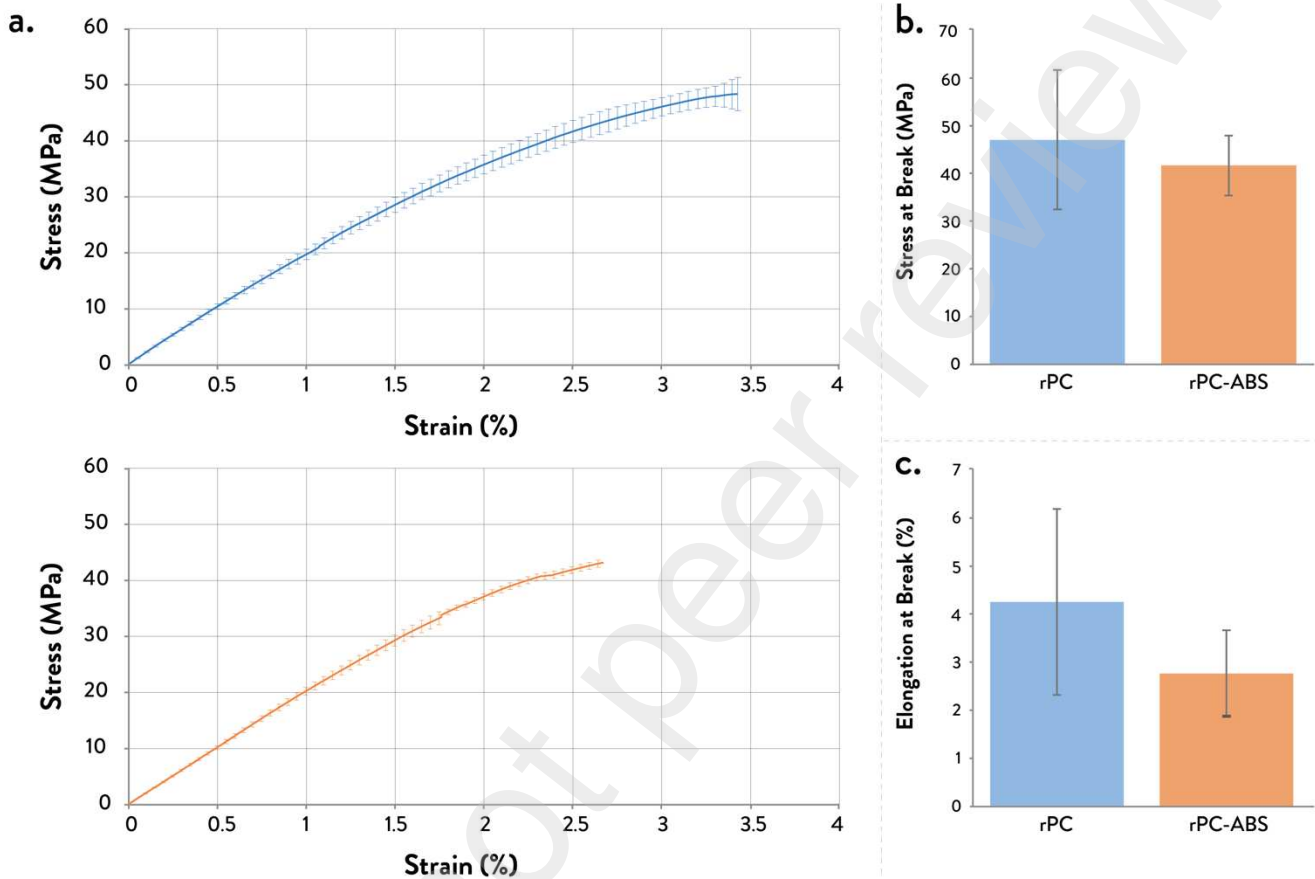 a.
60
50
40
30
20
10
0
Stress (MPa)
0 0.5 1 1.5 2 2.5 3 3.5 4
Strain (%)
60
50
40
30
20
10
0
Stress (MPa)
0 0.5 1 1.5 2 2.5 3 3.5 4
Strain (%)
b.
70
60
50
40
30
20
10
0
Stress at Break (MPa)
rPC rPC-ABS
c.
7
6
5
4
3
2
1
0
Elongation at Break (%)
rPC rPC-ABS
ot peer review